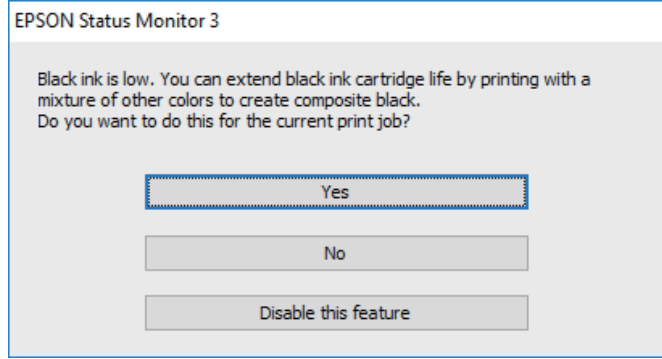 EPSON Status Monitor 3
Black ink is low. You can extend black ink cartridge life by printing with a
mixture of other colors to create composite black.
Do you want to do this for the current print job?
Yes
No
Disable this feature